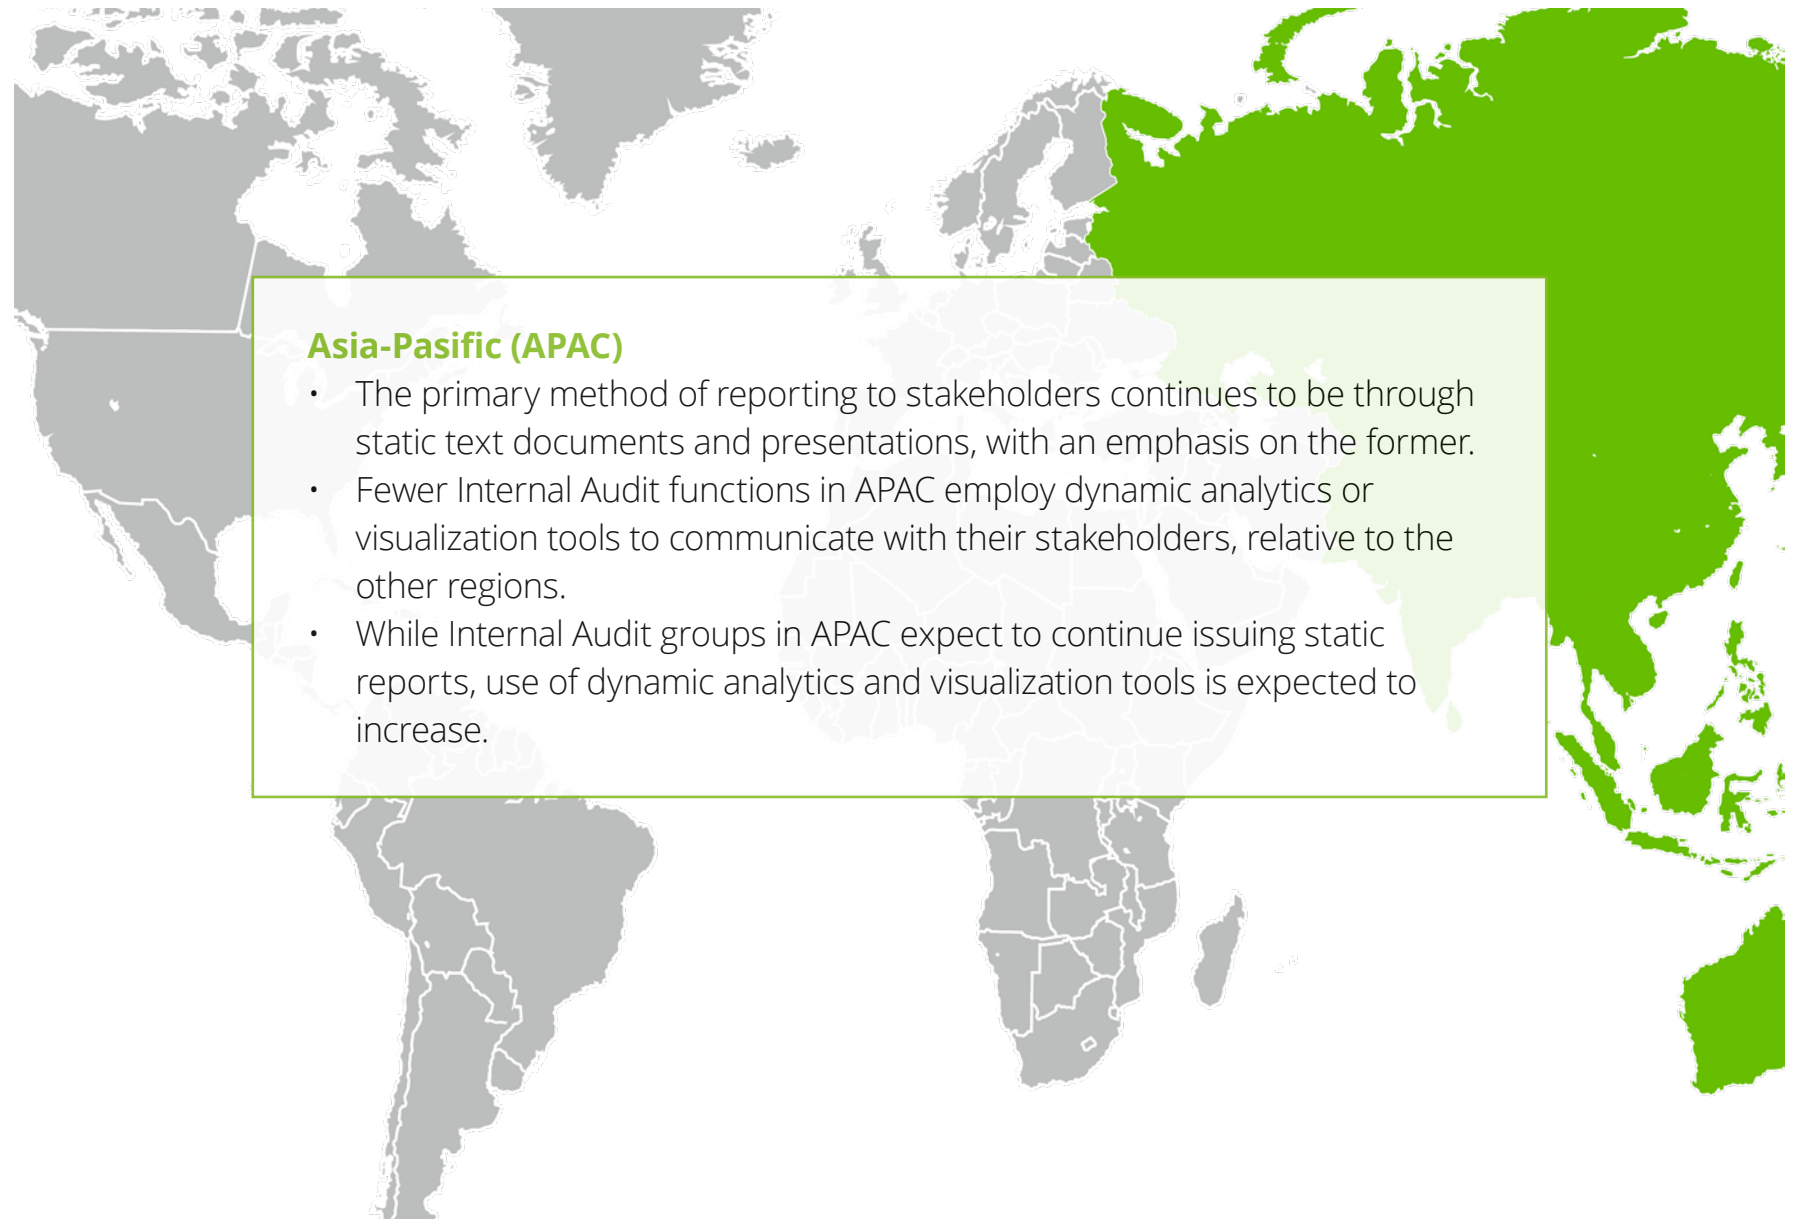 Asia-Pasific (APAC)
• The primary method of reporting to stakeholders continues to be through
static text documents and presentations, with an emphasis on the former.
• Fewer Internal Audit functions in APAC employ dynamic analytics or
visualization tools to communicate with their stakeholders, relative to the
other regions.
• While Internal Audit groups in APAC expect to continue issuing static
reports, use of dynamic analytics and visualization tools is expected to
increase.